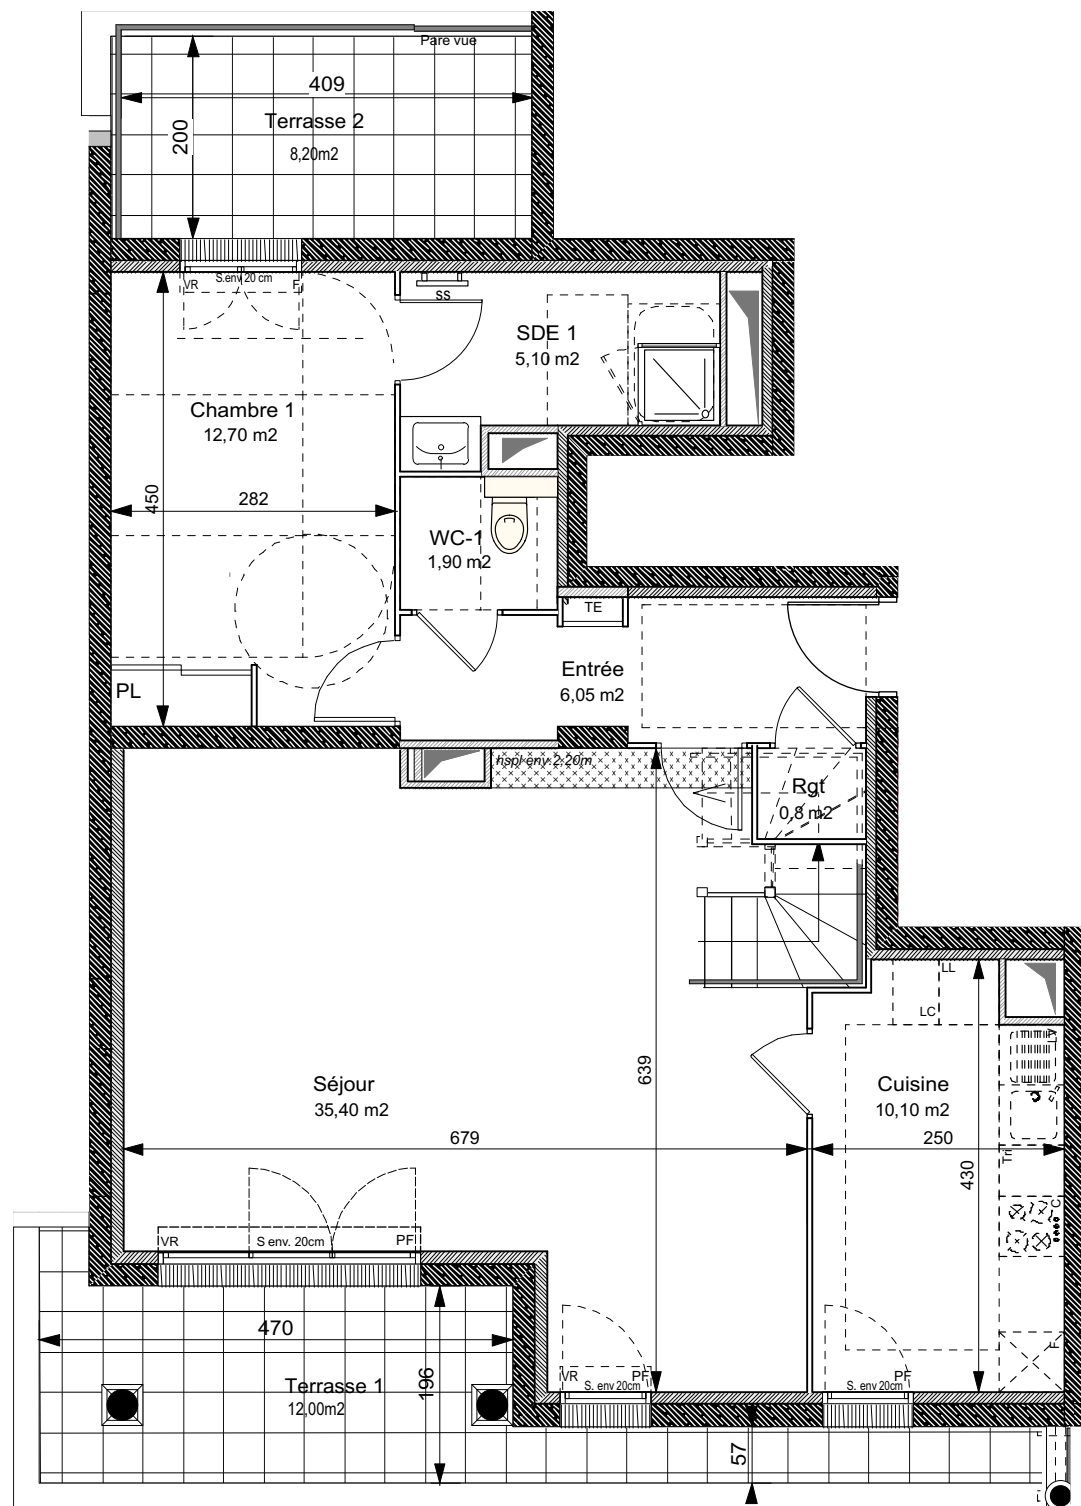 Pare vue
409
Terrasse 2
8,20m2
200
S.env 20 cm
VR
F
SS
SDE 1
5,10 m2
Chambre 1
12,70 m2
450
282
WC-1
1,90 m2
TE
Entrée
6,05 m2
PL
hspl env 2.20m
Rgt
0,8 m2
LL
LC
LV
639
Séjour
35,40 m2
Cuisine
10,10 m2
679
250
430
Tri
C
VR
S env. 20cm
PF
470
196
Terrasse 1
12,00m2
VR
PF
S. env 20cm
PF
S. env 20cm
F
57